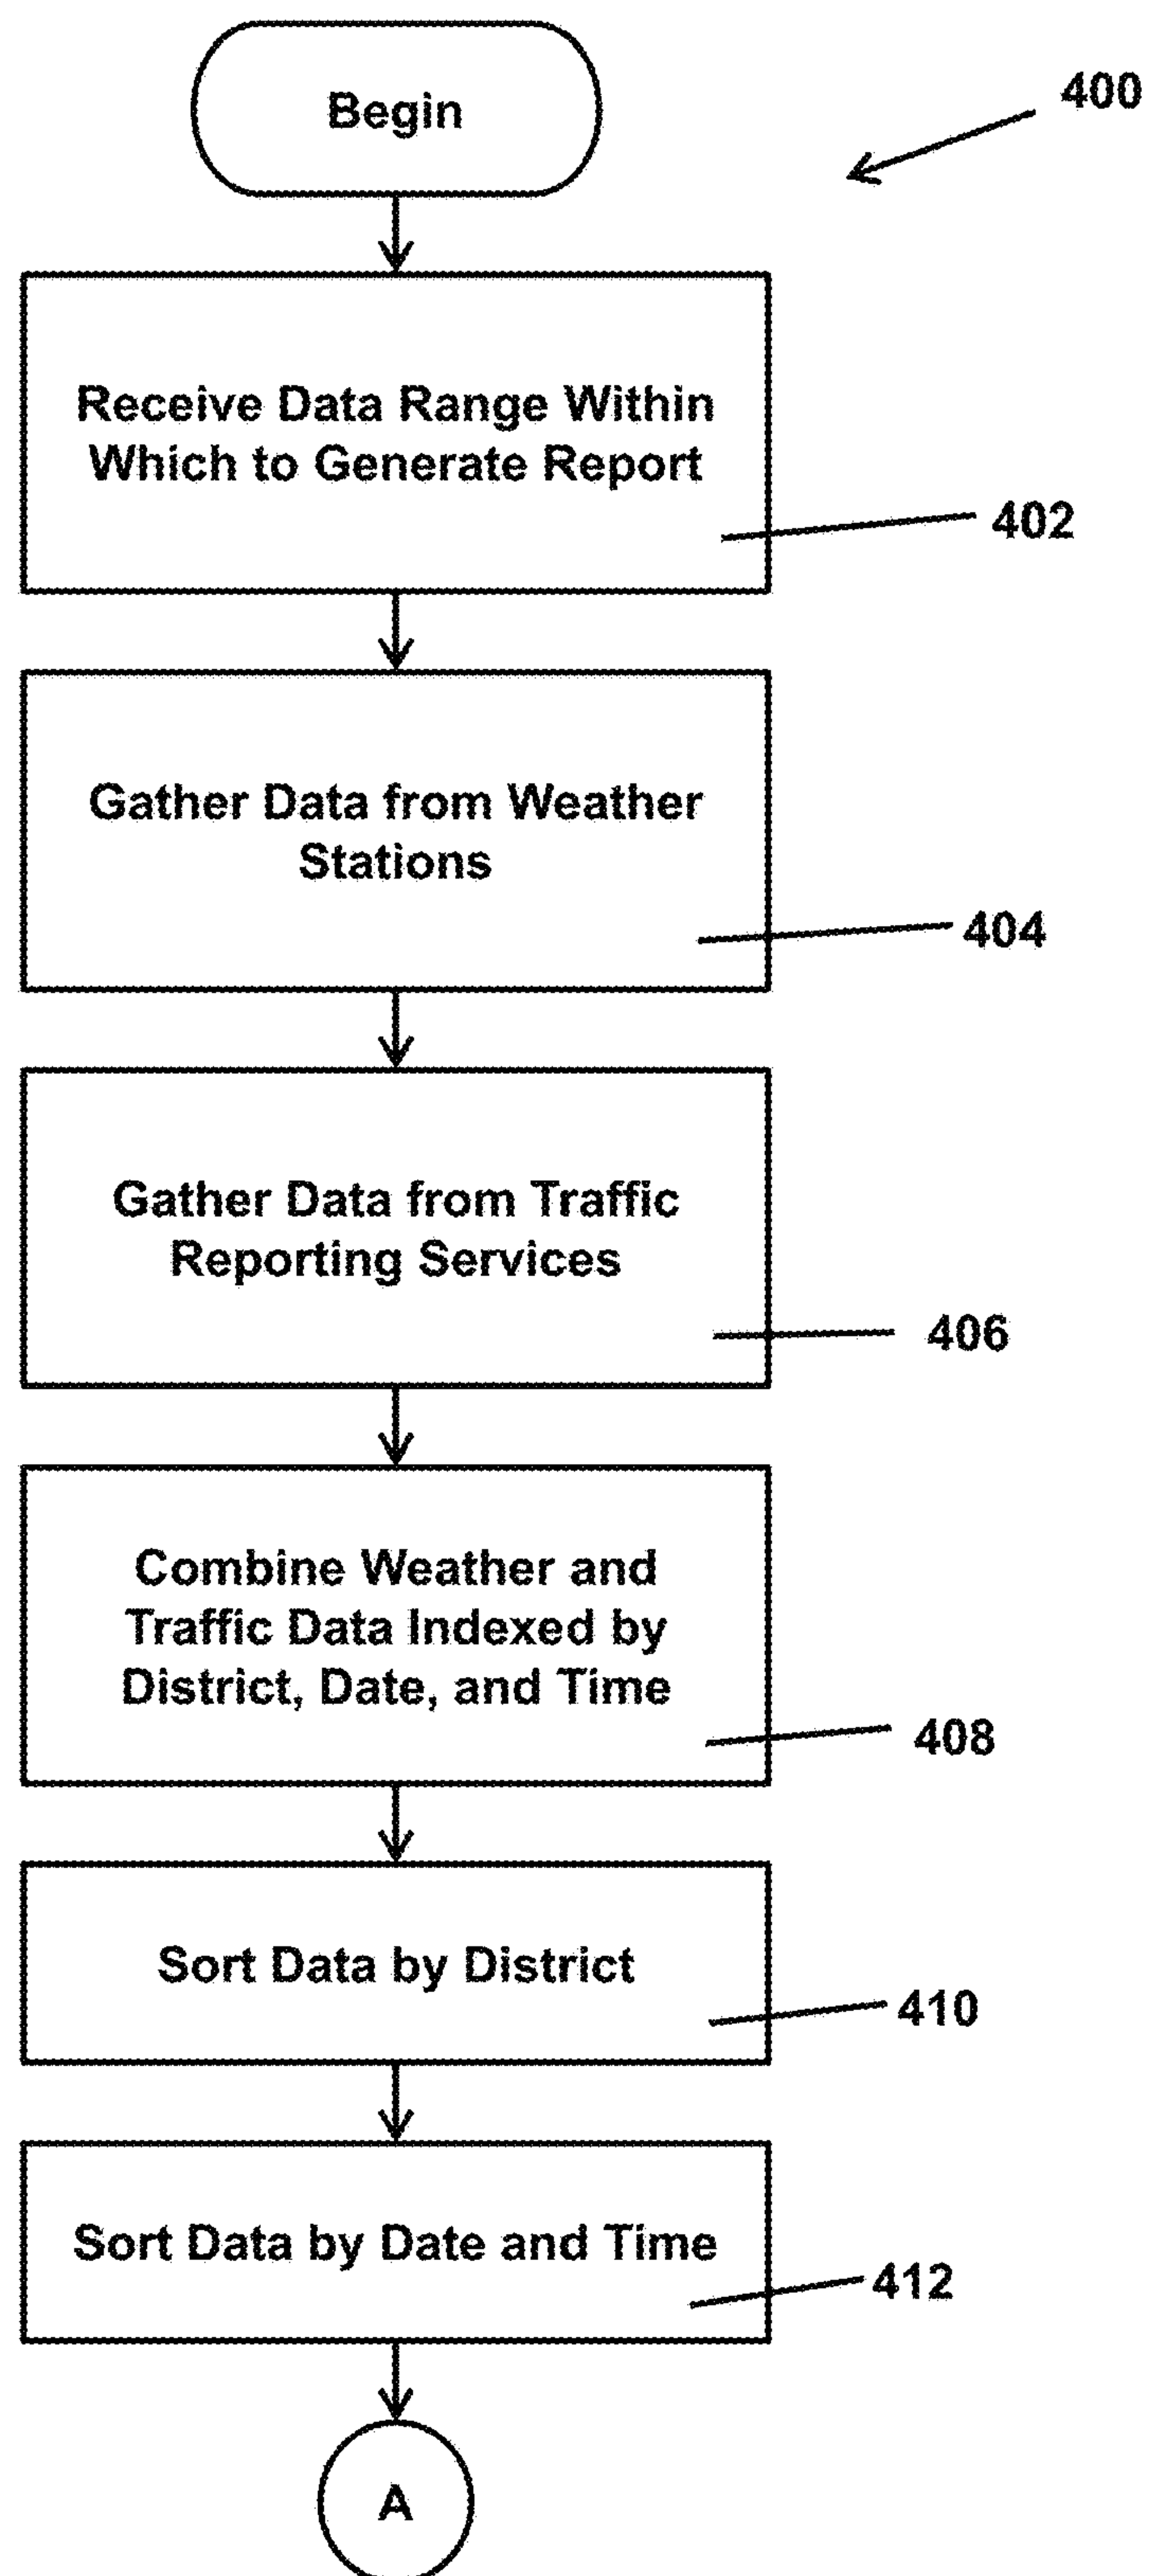 Begin
400
Receive Data Range Within
Which to Generate Report
402
Gather Data from Weather
Stations
404
Gather Data from Traffic
Reporting Services
406
Combine Weather and
Traffic Data Indexed by
District, Date, and Time
408
Sort Data by District
410
Sort Data by Date and Time
412
A